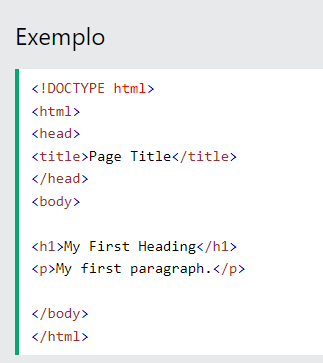 Exemplo
<!DOCTYPE html>
<html>
<head>
<title>Page Title</title>
</head>
<body>
<h1>My First Heading</h1>
<p>My first paragraph.</p>
</body>
</html>